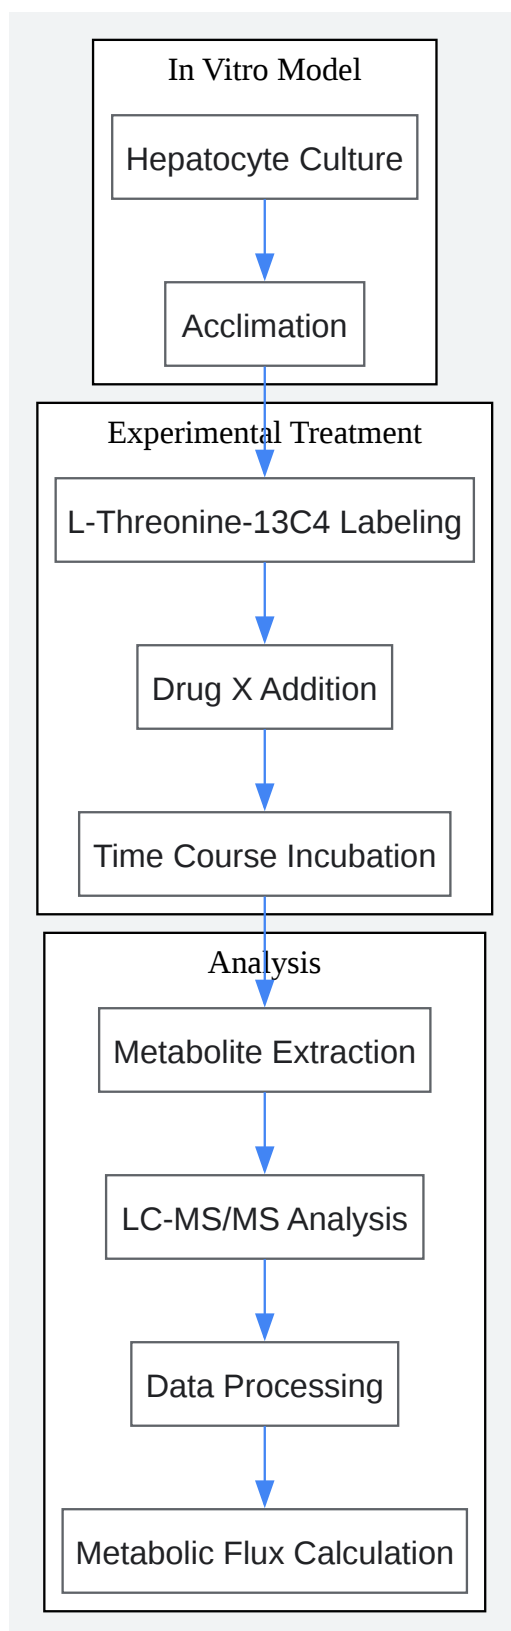 In Vitro Model
Hepatocyte Culture
Acclimation
Experimental Treatment
L-Threonine-13C4 Labeling
Drug X Addition
Time Course Incubation
Analysis
Metabolite Extraction
LC-MS/MS Analysis
Data Processing
Metabolic Flux Calculation